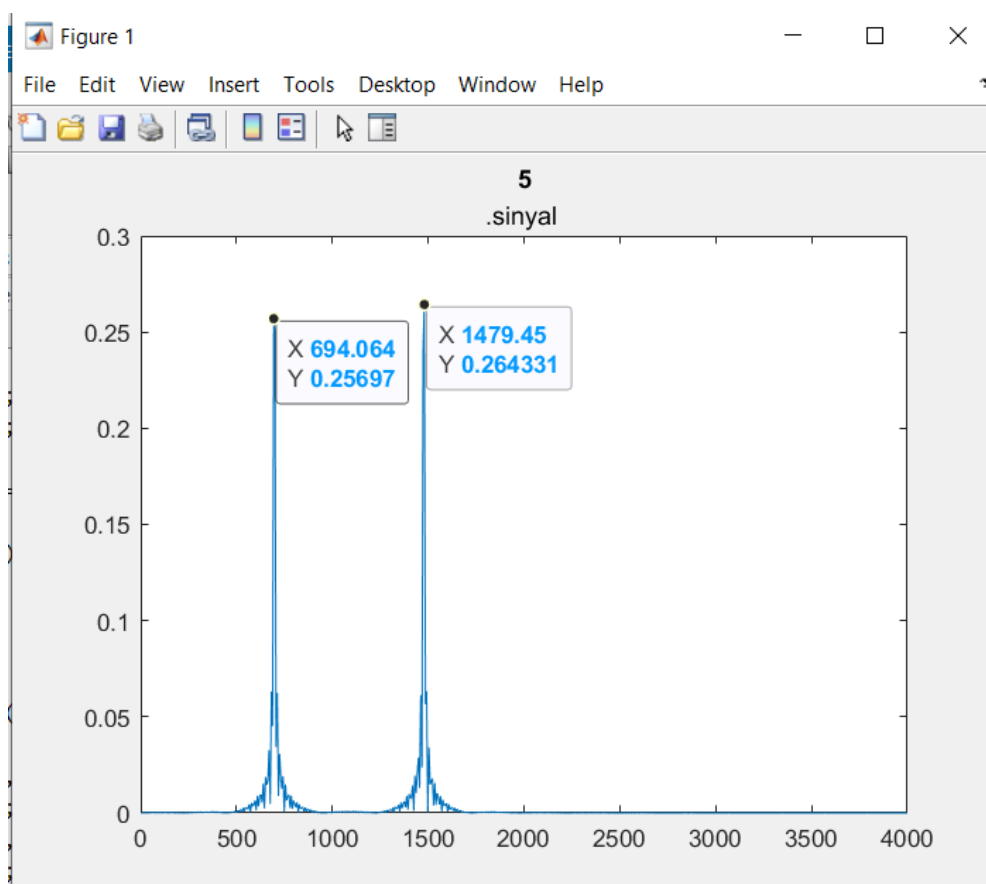 Figure 1
File Edit View Insert Tools Desktop Window Help
5
.sinyal
0.3
0.25
0.2
0.15
0.1
0.05
0
X 694.064
Y 0.25697
X 1479.45
Y 0.264331
0 500 1000 1500 2000 2500 3000 3500 4000